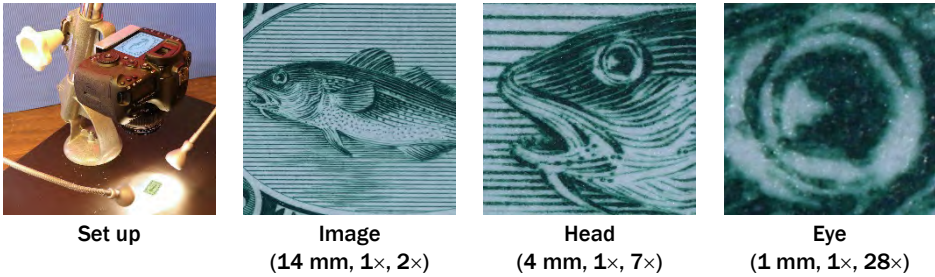 Set up
Image
(14 mm, 1×, 2×)
Head
(4 mm, 1×, 7×)
Eye
(1 mm, 1×, 28×)